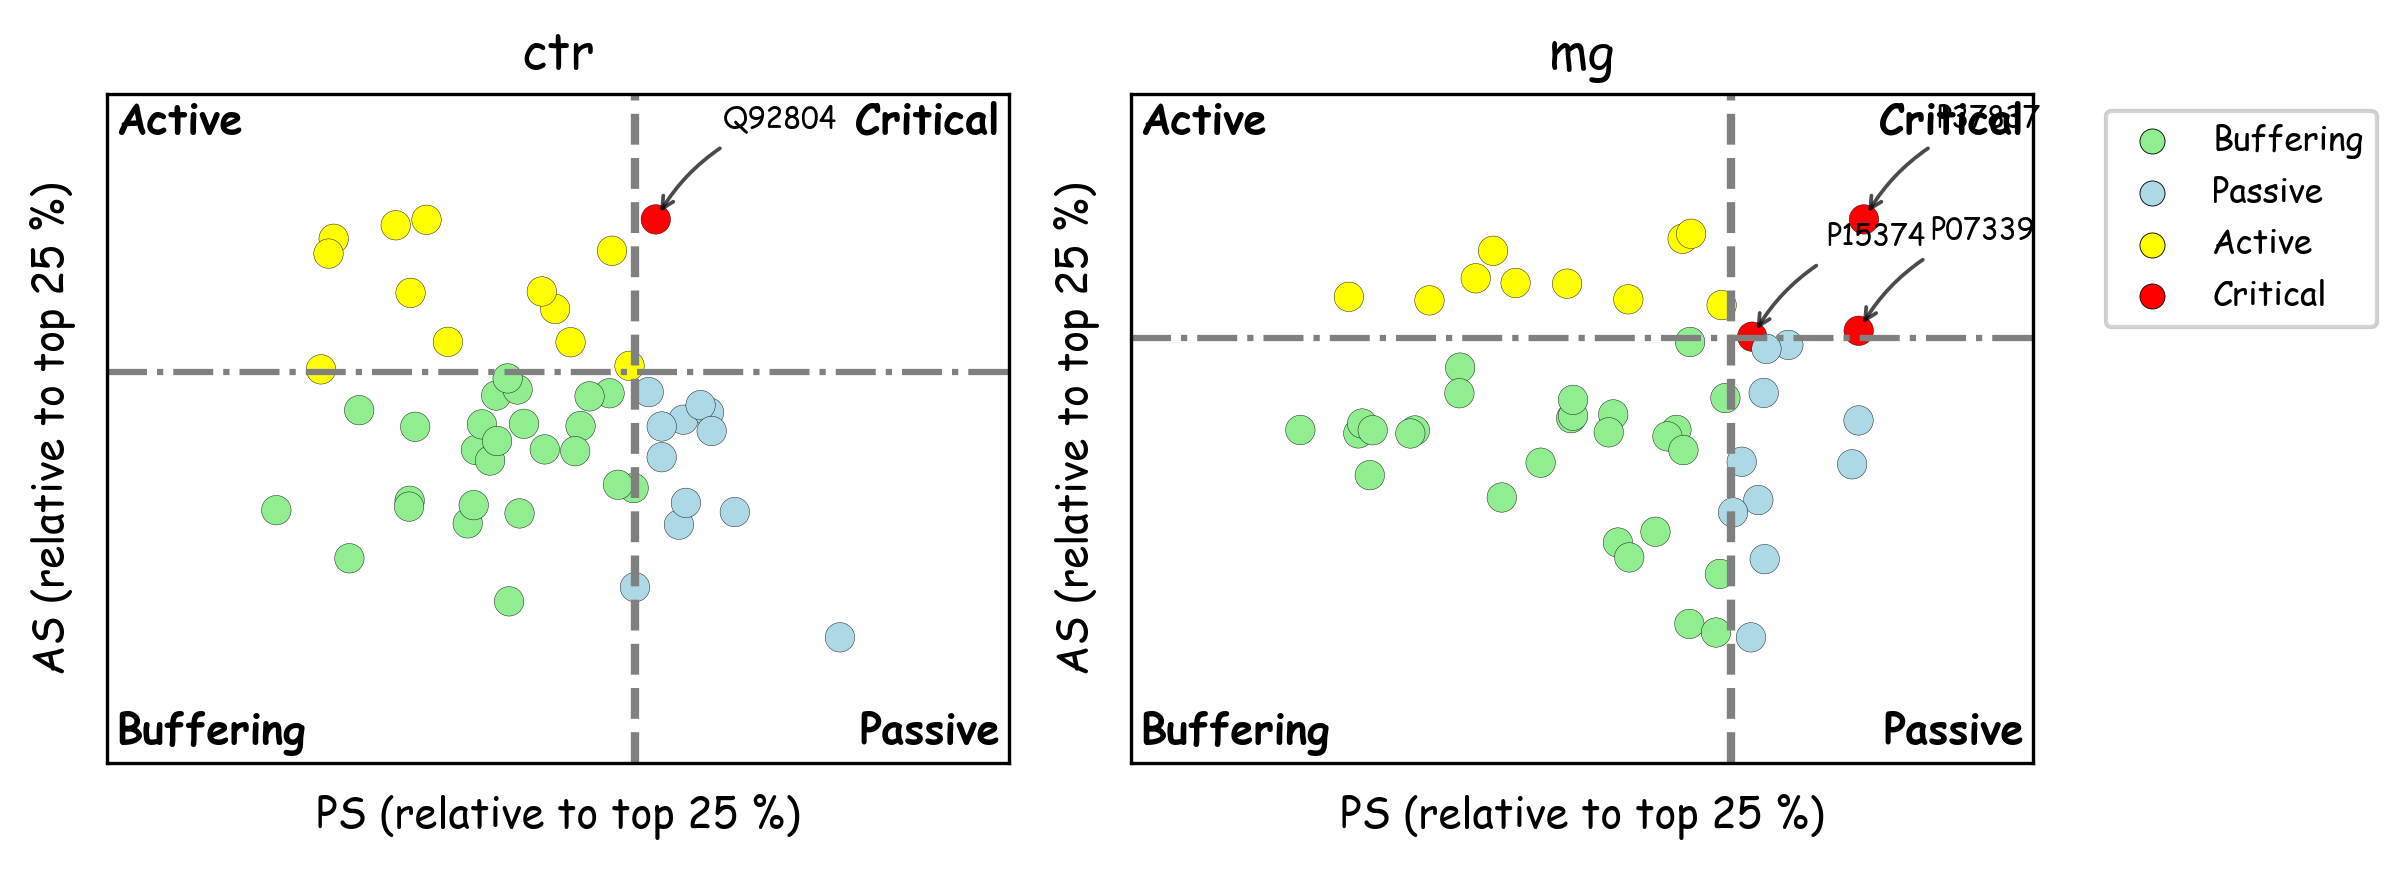 ctr
Active
Q92804
Critical
AS (relative to top 25 %)
Buffering
Passive
PS (relative to top 25 %)
mg
Active
Critical
P37837
P15374
P07339
AS (relative to top 25 %)
Buffering
Passive
PS (relative to top 25 %)
Buffering
Passive
Active
Critical